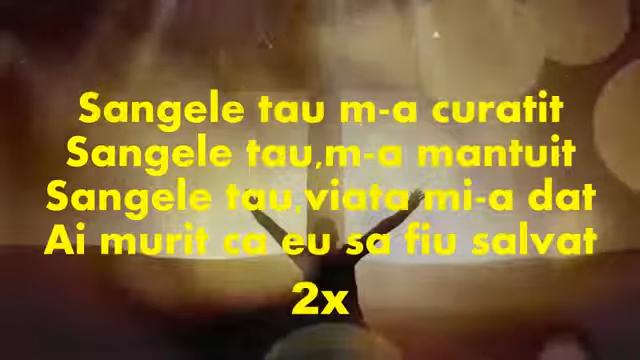 Sangele tau m-a curatit
Sangele tau,m-a mantuit
Sangele tau,viata mi-a dat
Ai murit ca eu sa fiu salvat
2x